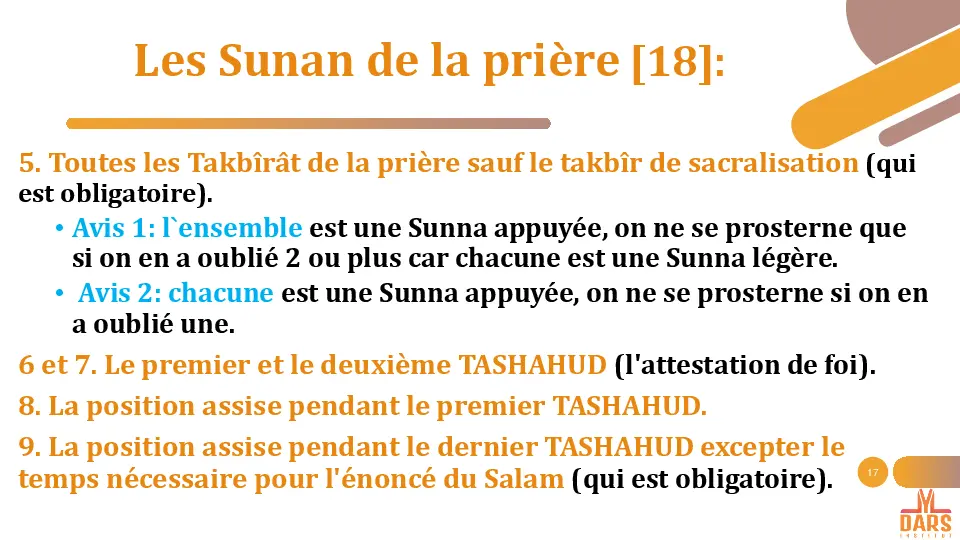 Les Sunan de la prière [18]:
5. Toutes les Takbîrât de la prière sauf le takbîr de sacralisation (qui
est obligatoire).
• Avis 1: l`ensemble est une Sunna appuyée, on ne se prosterne que
si on en a oublié 2 ou plus car chacune est une Sunna légère.
• Avis 2: chacune est une Sunna appuyée, on ne se prosterne si on en
a oublié une.
6 et 7. Le premier et le deuxième TASHAHUD (l'attestation de foi).
8. La position assise pendant le premier TASHAHUD.
9. La position assise pendant le dernier TASHAHUD excepter le
temps nécessaire pour l'énoncé du Salam (qui est obligatoire).
17
DARS
INSTITUT